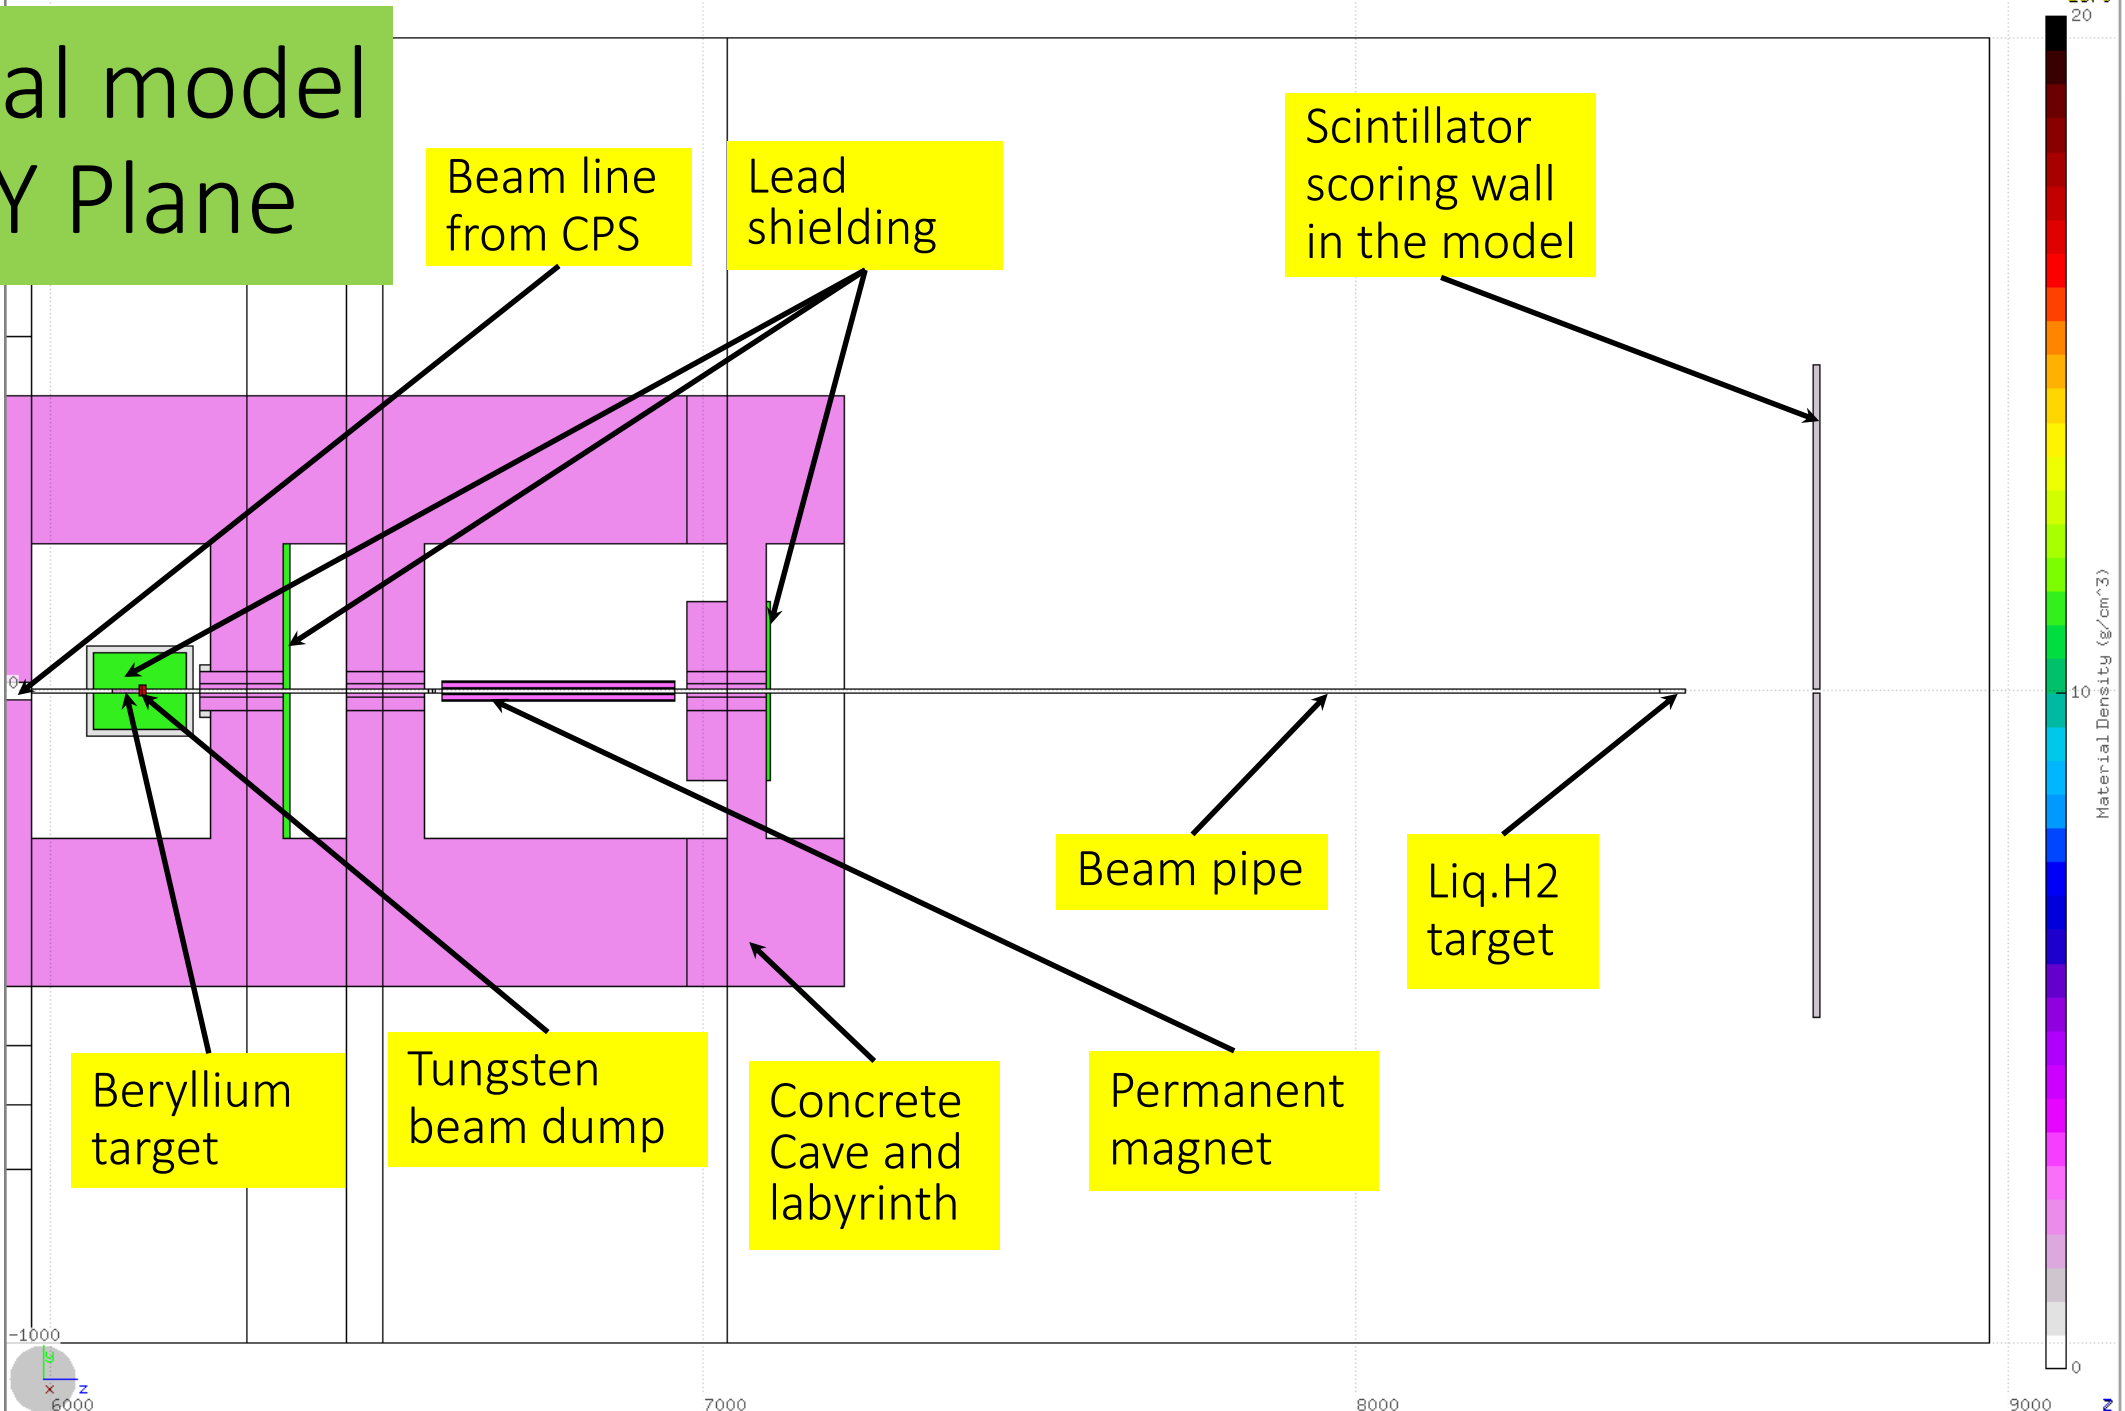 al model
Y Plane
Beam line
from CPS
Lead
shielding
Scintillator
scoring wall
in the model
Beam pipe
Liq.H2
target
Beryllium
target
Tungsten
beam dump
Concrete
Cave and
labyrinth
Permanent
magnet
0
-1000
y
x
z
6000
7000
8000
9000
z
20
10
0
Material Density (g/cm^3)